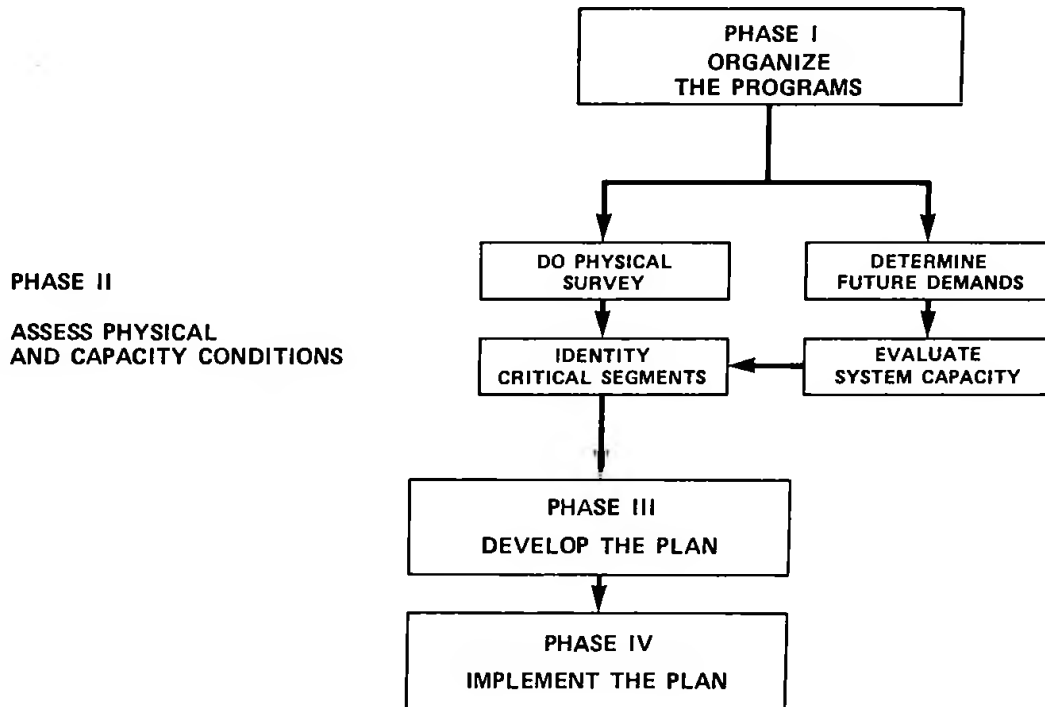 PHASE I
ORGANIZE
THE PROGRAMS
DO PHYSICAL
SURVEY
DETERMINE
FUTURE DEMANDS
PHASE II
ASSESS PHYSICAL
AND CAPACITY CONDITIONS
IDENTITY
CRITICAL SEGMENTS
EVALUATE
SYSTEM CAPACITY
PHASE III
DEVELOP THE PLAN
PHASE IV
IMPLEMENT THE PLAN